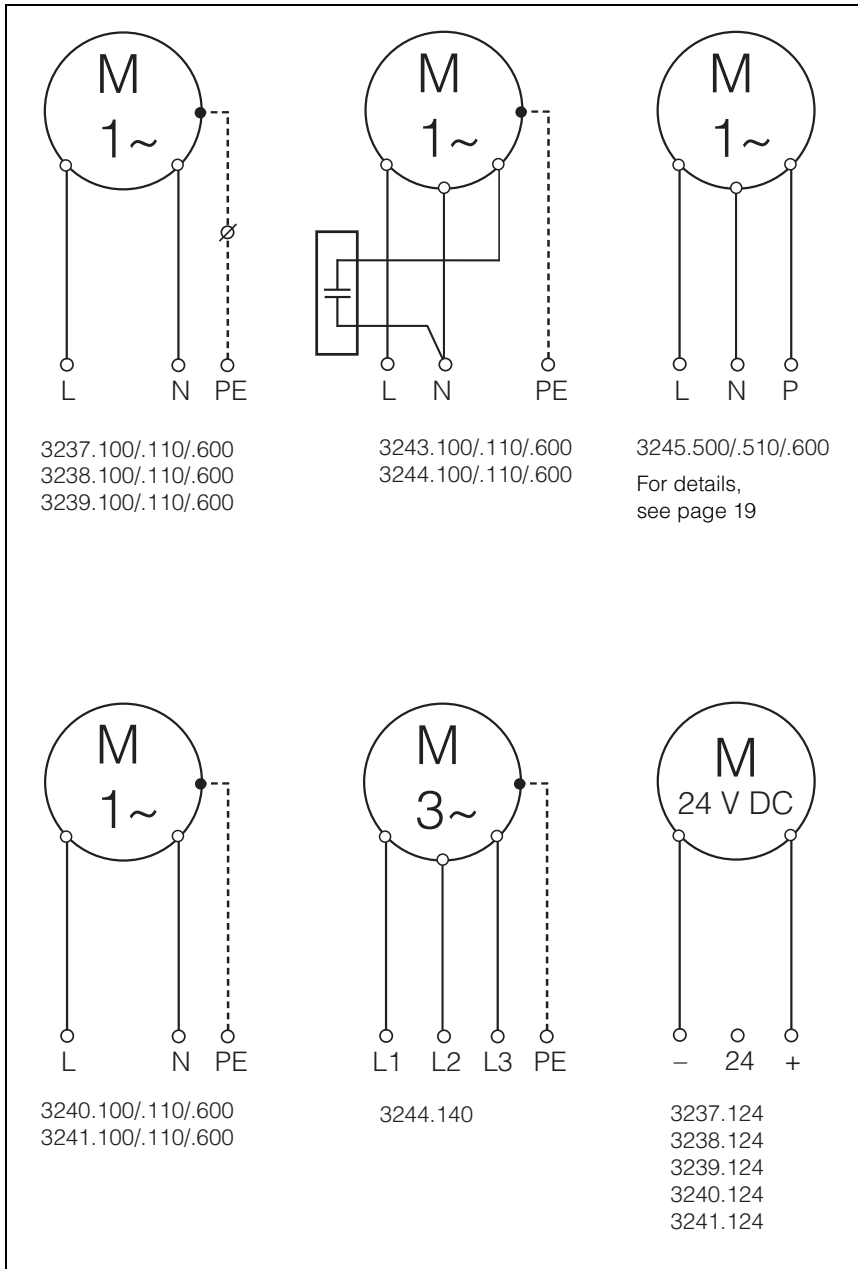 M
1~
L N PE
3237.100/.110/.600
3238.100/.110/.600
3239.100/.110/.600
M
1~
L N PE
3243.100/.110/.600
3244.100/.110/.600
M
1~
L N P
3245.500/.510/.600
For details,
see page 19
M
1~
L N PE
3240.100/.110/.600
3241.100/.110/.600
M
3~
L1 L2 L3 PE
3244.140
M
24 V DC
– 24 +
3237.124
3238.124
3239.124
3240.124
3241.124